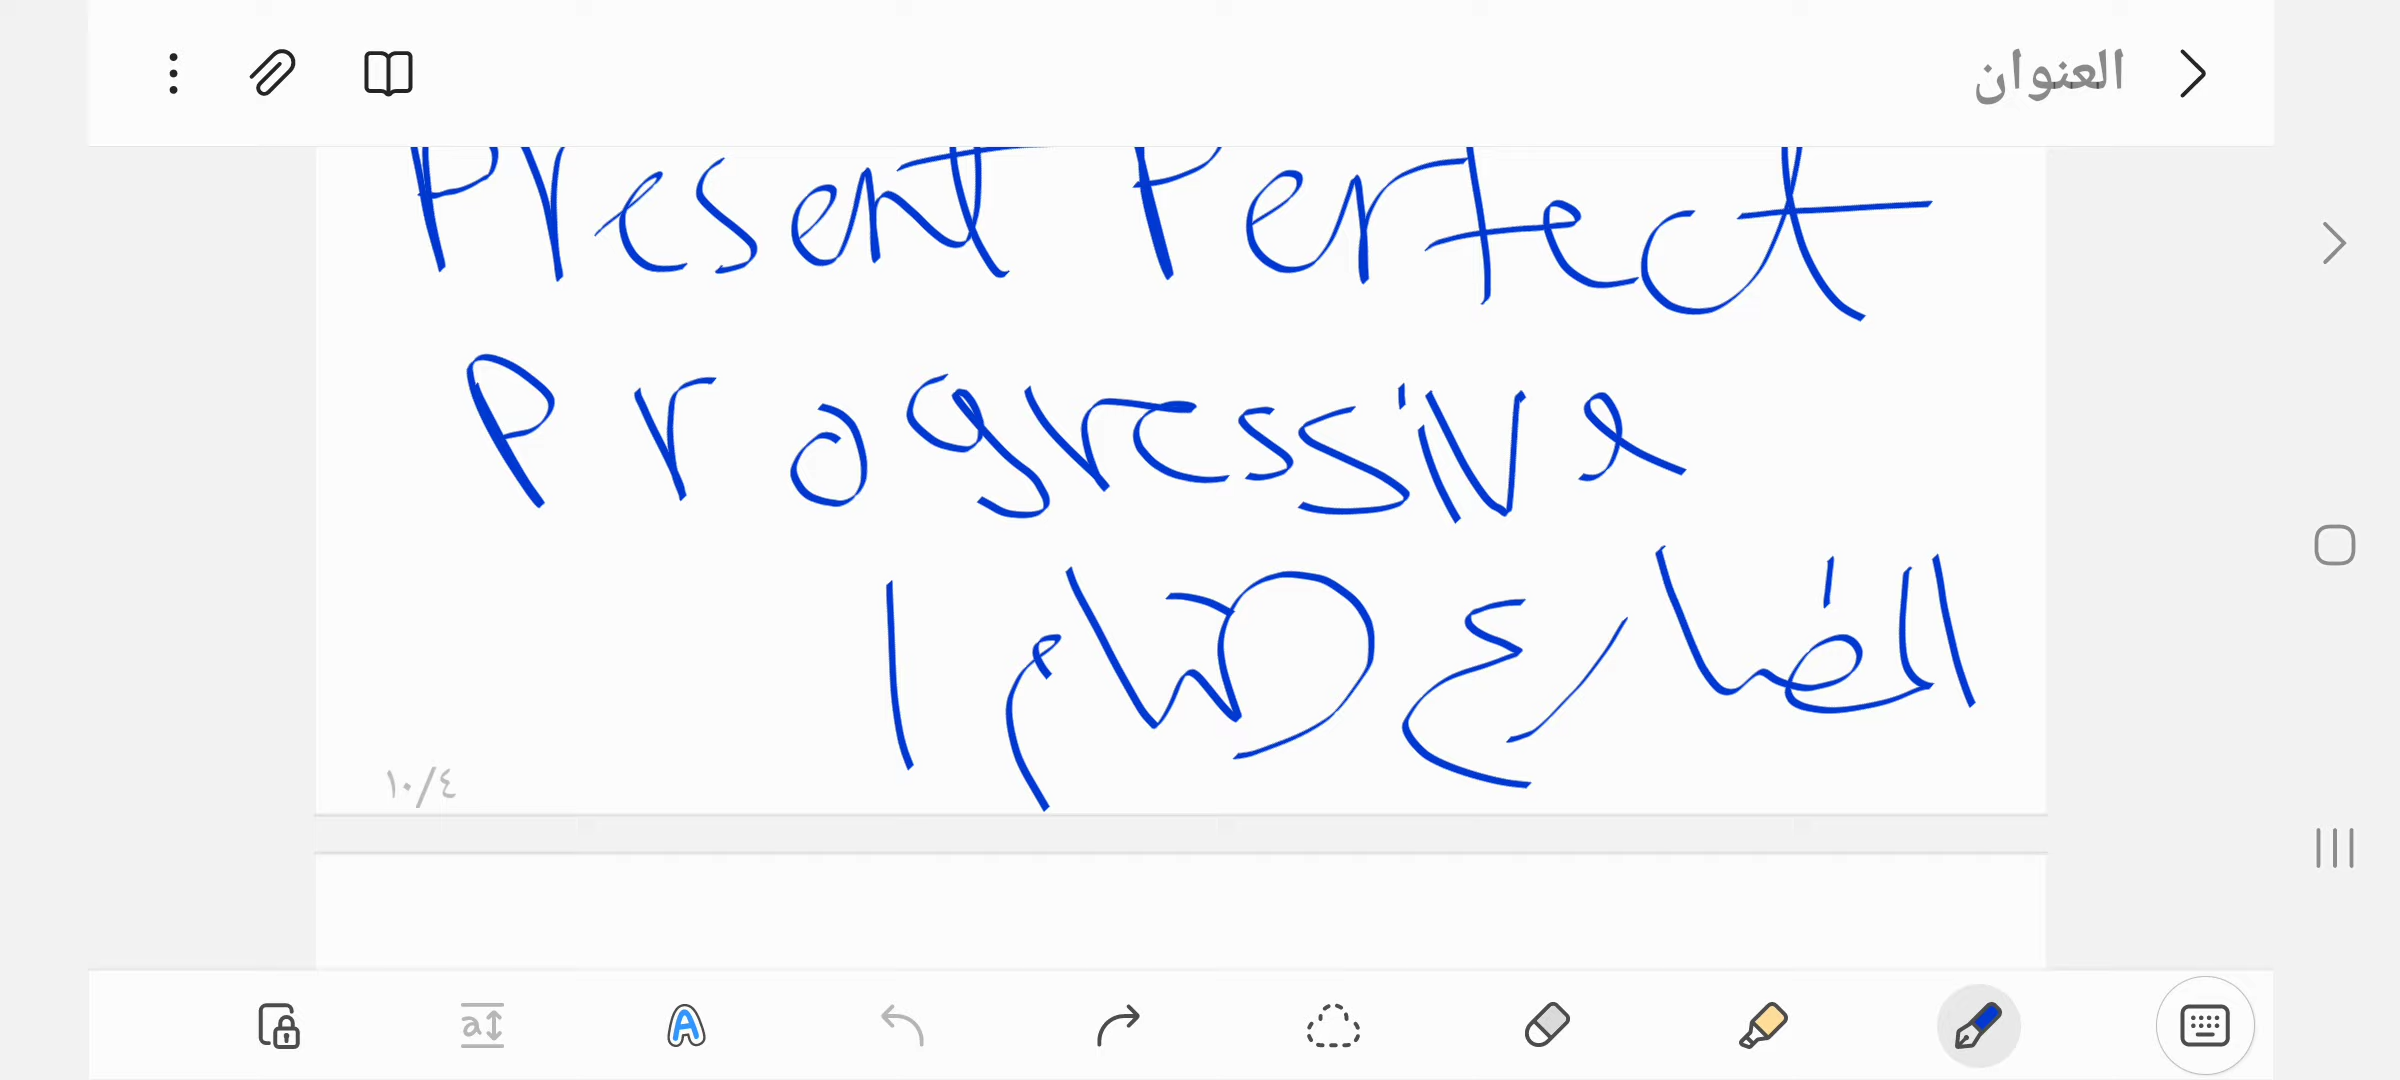 العنوان
Present Perfect
Progressive
المضارع التام
١٠/٤